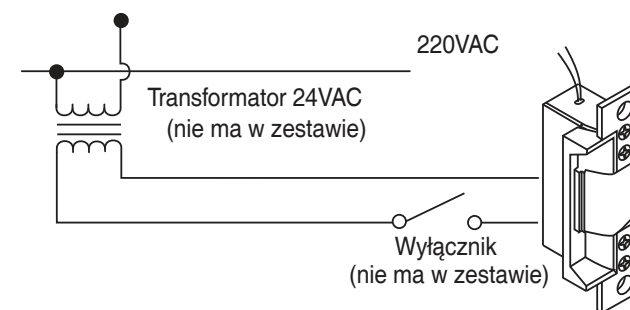 220VAC
Transformator 24VAC
(nie ma w zestawie)
Wyłącznik
(nie ma w zestawie)